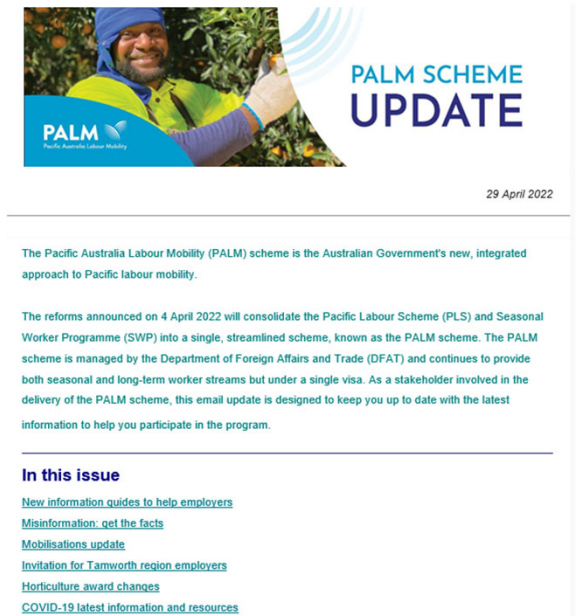 PALM SCHEME
UPDATE
PALM
Pacific Australia Labour Mobility
29 April 2022
The Pacific Australia Labour Mobility (PALM) scheme is the Australian Government's new, integrated
approach to Pacific labour mobility.
The reforms announced on 4 April 2022 will consolidate the Pacific Labour Scheme (PLS) and Seasonal
Worker Programme (SWP) into a single, streamlined scheme, known as the PALM scheme. The PALM
scheme is managed by the Department of Foreign Affairs and Trade (DFAT) and continues to provide
both seasonal and long-term worker streams but under a single visa. As a stakeholder involved in the
delivery of the PALM scheme, this email update is designed to keep you up to date with the latest
information to help you participate in the program.
In this issue
New information guides to help employers
Misinformation: get the facts
Mobilisations update
Invitation for Tamworth region employers
Horticulture award changes
COVID-19 latest information and resources